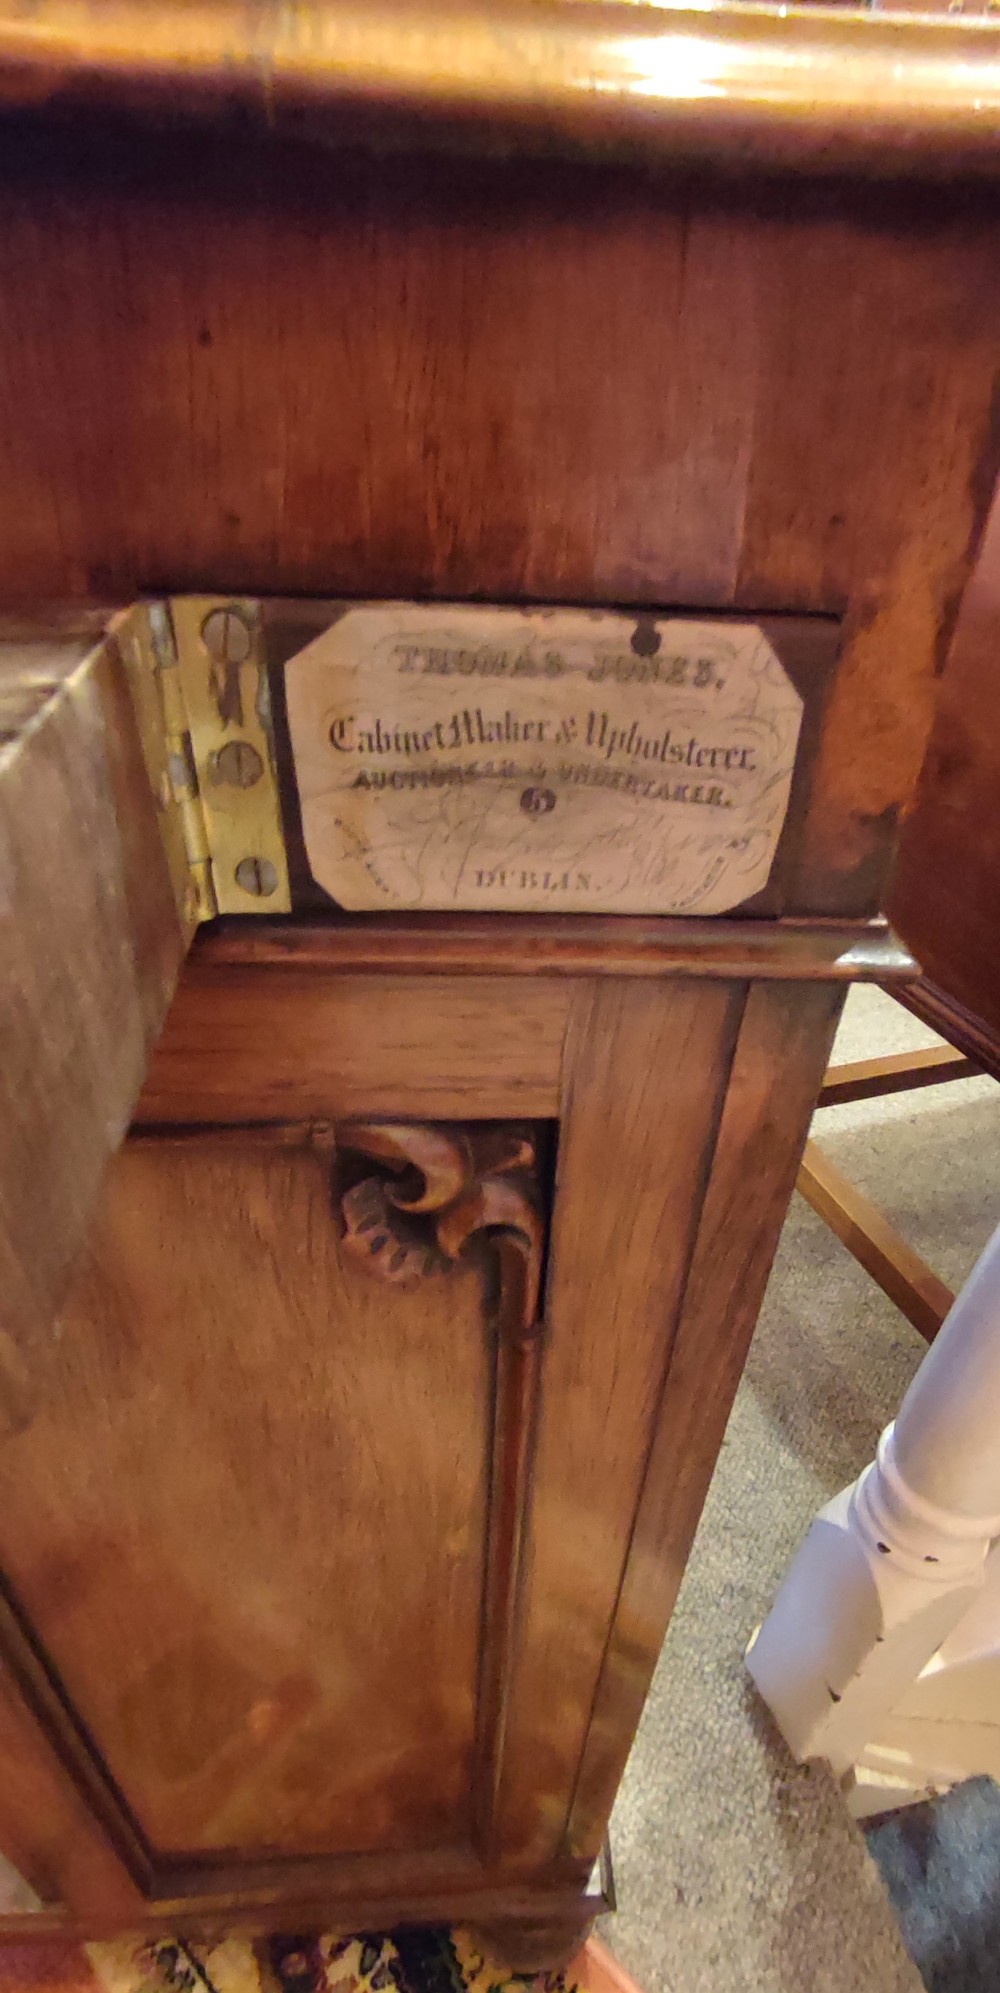 THOMAS JONES,
Cabinet Maker & Upholsterer,
AUCTIONEER & UNDERTAKER.
5
DUBLIN.